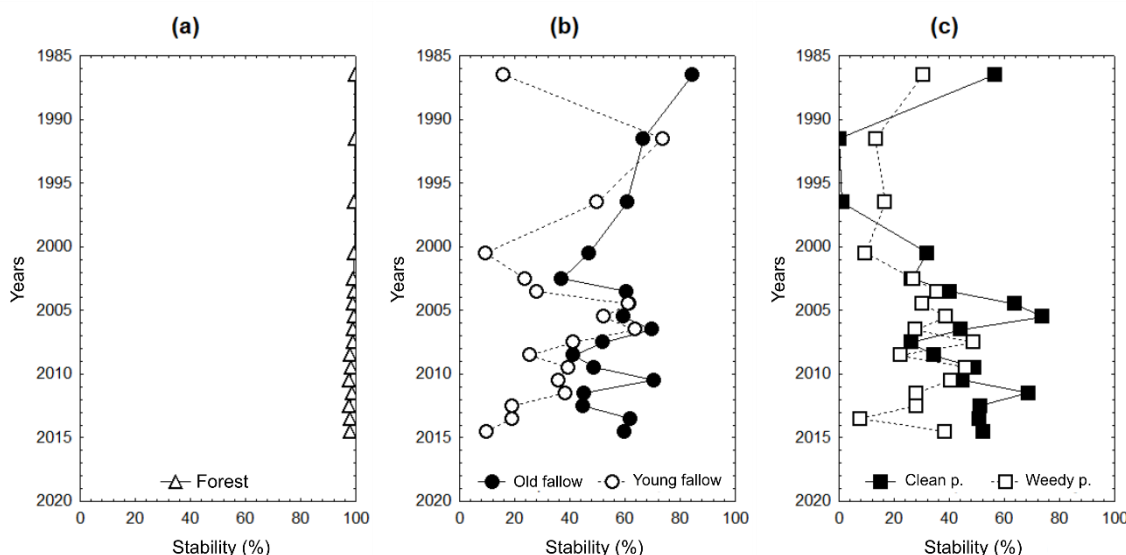 (a)
Years
1985
1990
1995
2000
2005
2010
2015
2020
Forest
0 20 40 60 80 100
Stability (%)
(b)
Years
1985
1990
1995
2000
2005
2010
2015
2020
Old fallow Young fallow
0 20 40 60 80 100
Stability (%)
(c)
Years
1985
1990
1995
2000
2005
2010
2015
2020
Clean p. Weedy p.
0 20 40 60 80 100
Stability (%)